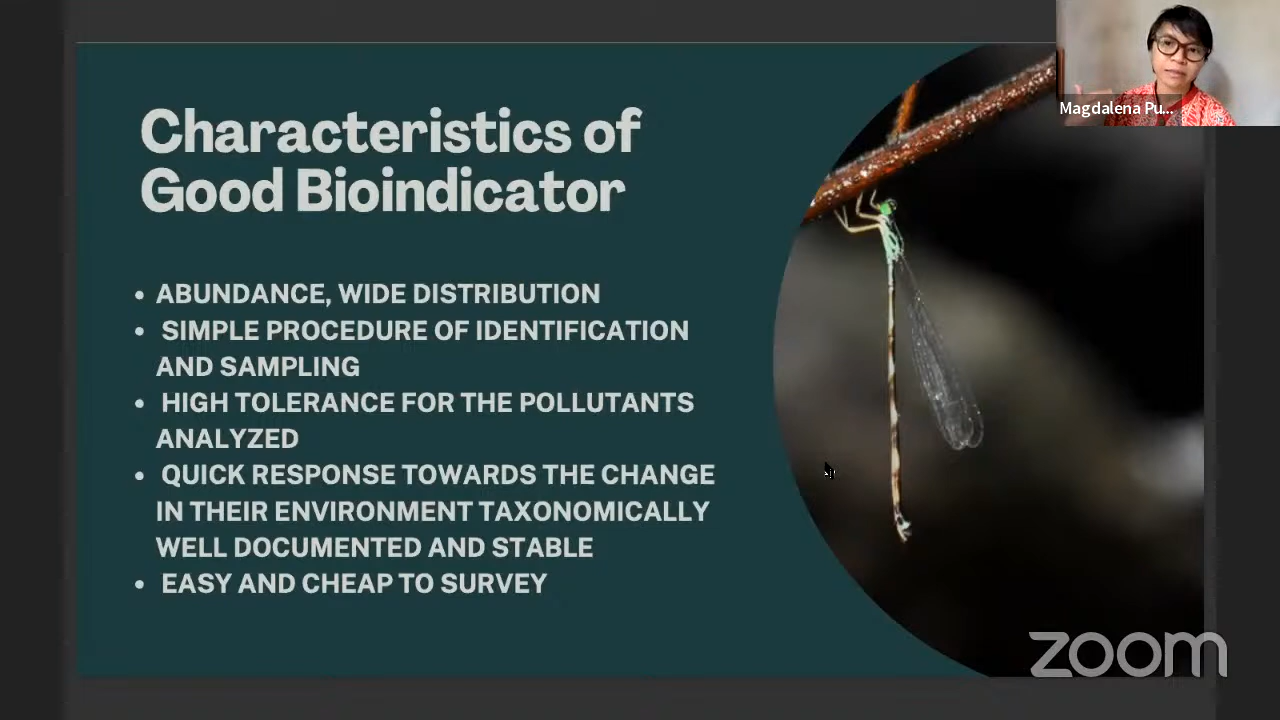 Magdalena Pu...
Characteristics of
Good Bioindicator
• ABUNDANCE, WIDE DISTRIBUTION
• SIMPLE PROCEDURE OF IDENTIFICATION
AND SAMPLING
• HIGH TOLERANCE FOR THE POLLUTANTS
ANALYZED
• QUICK RESPONSE TOWARDS THE CHANGE
IN THEIR ENVIRONMENT TAXONOMICALLY
WELL DOCUMENTED AND STABLE
• EASY AND CHEAP TO SURVEY
zoom